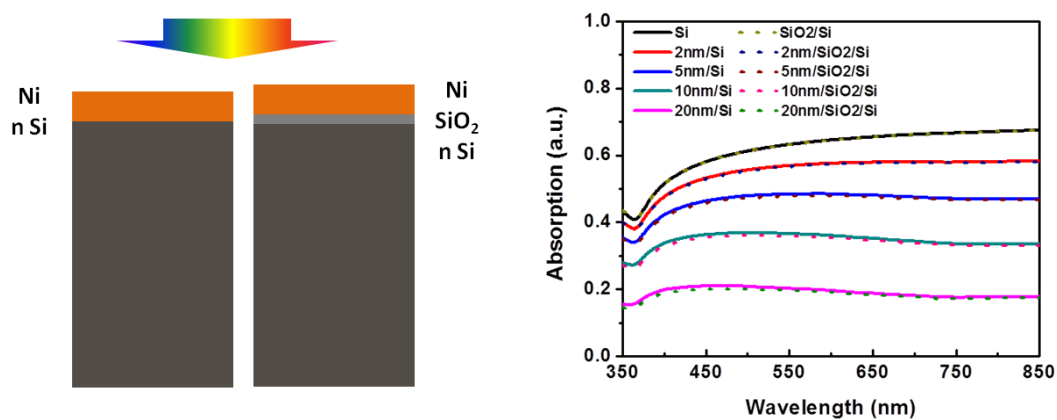 Ni
n Si
Ni
SiO₂
n Si
Absorption (a.u.)
1.0
0.8
0.6
0.4
0.2
0.0
Si
SiO2/Si
2nm/Si
2nm/SiO2/Si
5nm/Si
5nm/SiO2/Si
10nm/Si
10nm/SiO2/Si
20nm/Si
20nm/SiO2/Si
350 450 550 650 750 850
Wavelength (nm)